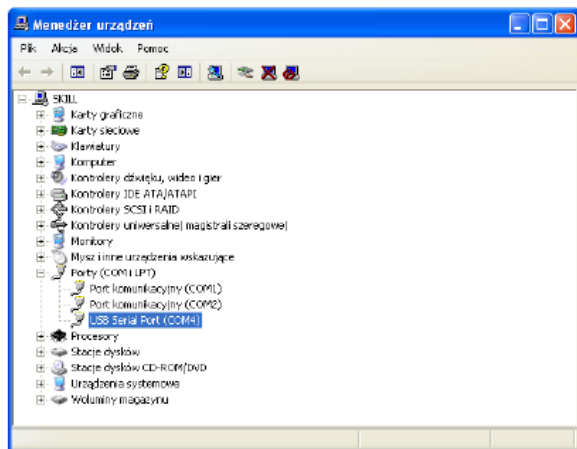 Menedżer urządzeń
Plik Akcja Widok Pomoc
SKILL
Karty graficzne
Karty sieciowe
Klawiatury
Komputer
Kontrolery dźwięku, wideo i gier
Kontrolery IDE ATA/ATAPI
Kontrolery SCSI i RAID
Kontrolery uniwersalnej magistrali szeregowej
Monitory
Mysz i inne urządzenia wskazujące
Porty (COM i LPT)
Port komunikacyjny (COM1)
Port komunikacyjny (COM2)
USB Serial Port (COM4)
Procesory
Stacje dysków
Stacje dysków CD-ROM/DVD
Urządzenia systemowe
Woluminy magazynu